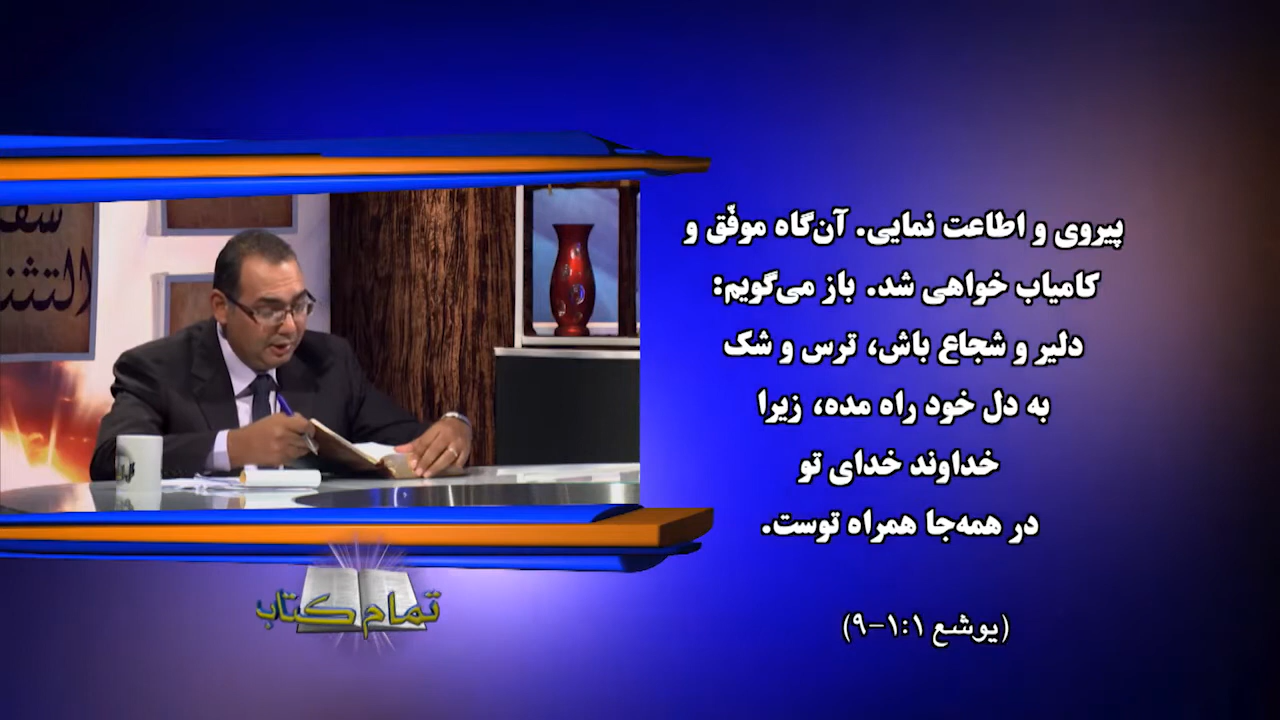 پیروی و اطاعت نمایی. آن‌گاه موفّق و
کامیاب خواهی شد. باز می‌گویم:
دلیر و شجاع باش، ترس و شک
به دل خود راه مده، زیرا
خداوند خدای تو
در همه‌جا همراه توست.
(یوشع ۱:۱-۹)
تمام کتاب